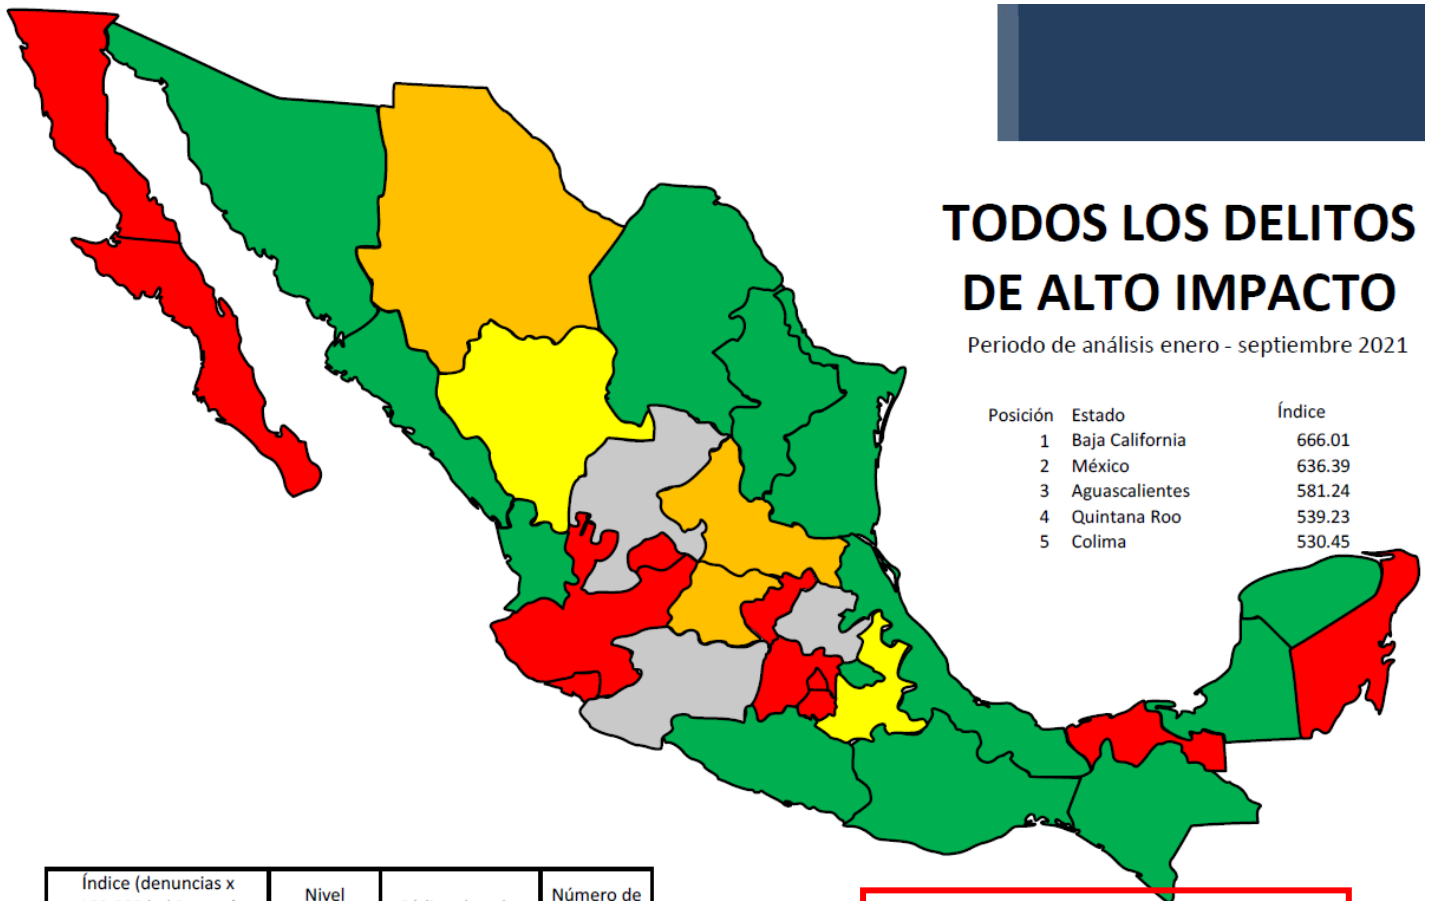 TODOS LOS DELITOS
DE ALTO IMPACTO
Periodo de análisis enero - septiembre 2021
Posición Estado Índice
1 Baja California 666.01
2 México 636.39
3 Aguascalientes 581.24
4 Quintana Roo 539.23
5 Colima 530.45
Índice (denuncias x
Nivel
Número de